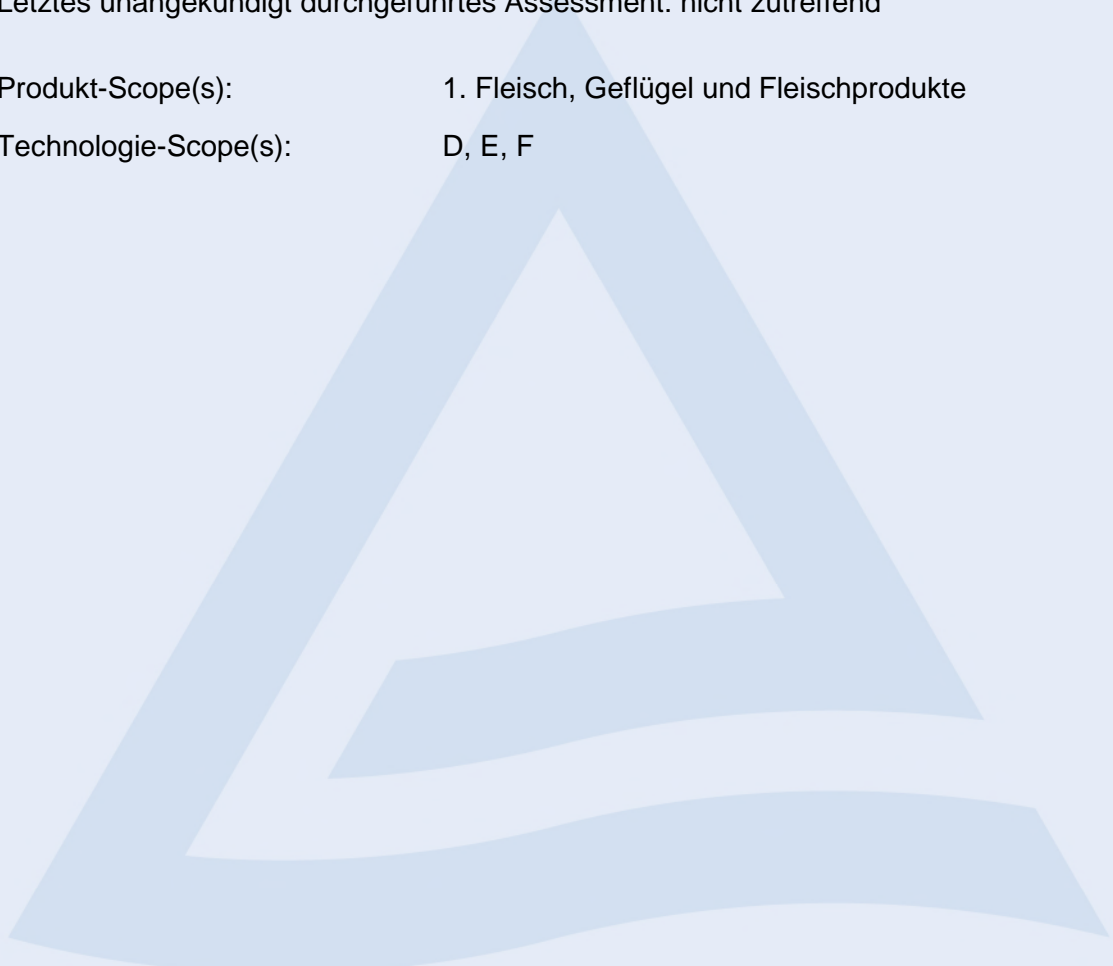 Letztes unangekündigt durchgeführtes Assessment: nicht zutreffend
Produkt-Scope(s): 1. Fleisch, Geflügel und Fleischprodukte
Technologie-Scope(s): D, E, F